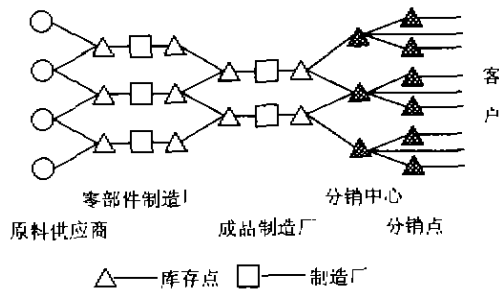 客
户
零部件制造厂
分销中心
原料供应商
成品制造厂
分销点
库存点
制造厂